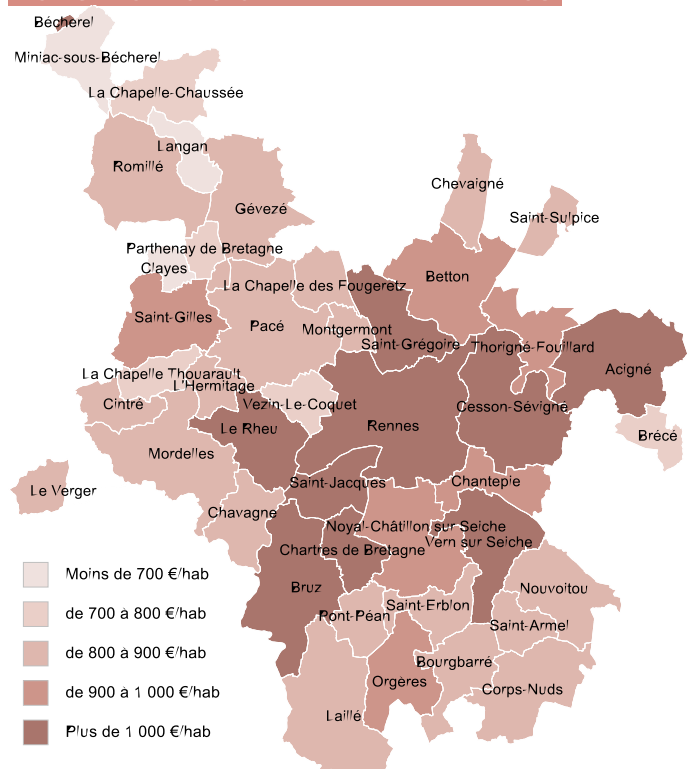 Bécherel
Miniac-sous-Bécherel
La Chapelle-Chaussée
Langan
Romillé
Chevaigné
Gévezé
Saint-Sulpice
Parthenay de Bretagne
Clayes
Betton
La Chapelle des Fougeretz
Saint-Gilles
Pacé
Montgermont
Saint-Grégoire
Thorigné-Fouillard
Acigné
La Chapelle Thouarault
L'Hermitage
Cintré
Vezin-Le-Coquet
Cesson-Sévigné
Le Rheu
Rennes
Brécé
Mordelles
Saint-Jacques
Chantepie
Le Verger
Chavagne
Noyal-Châtillon sur Seiche
Vern sur Seiche
Chartres de Bretagne
Bruz
Nouvoitou
Pont-Péan
Saint-Erblon
Saint-Armel
Bourgbarré
Orgères
Corps-Nuds
Laillé
Moins de 700 €/hab
de 700 à 800 €/hab
de 800 à 900 €/hab
de 900 à 1 000 €/hab
Plus de 1 000 €/hab